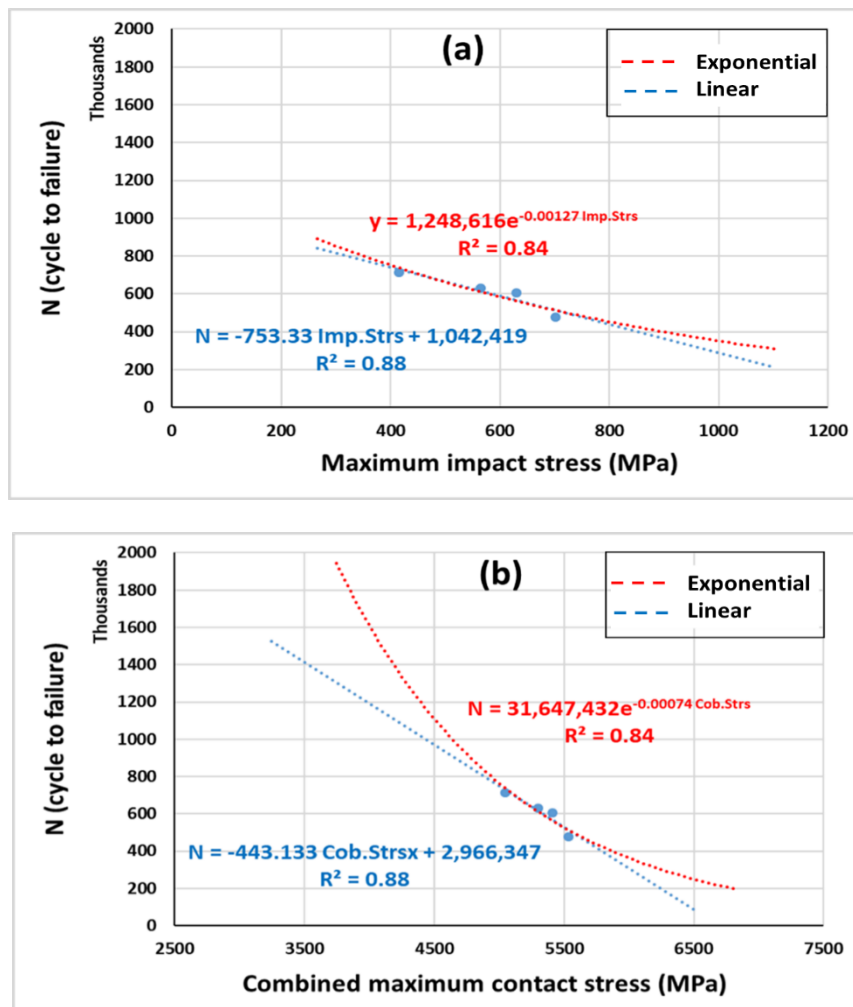 (a)
Exponential
Linear
2000
1800
1600
1400
1200
1000
800
600
400
200
0
Thousands
N (cycle to failure)
y = 1,248,616e-0.00127 Imp.Strs
R² = 0.84
N = -753.33 Imp.Strs + 1,042,419
R² = 0.88
0 200 400 600 800 1000 1200
Maximum impact stress (MPa)
(b)
Exponential
Linear
2000
1800
1600
1400
1200
1000
800
600
400
200
0
Thousands
N (cycle to failure)
N = 31,647,432e-0.00074 Cob.Strs
R² = 0.84
N = -443.133 Cob.Strsx + 2,966,347
R² = 0.88
2500 3500 4500 5500 6500 7500
Combined maximum contact stress (MPa)